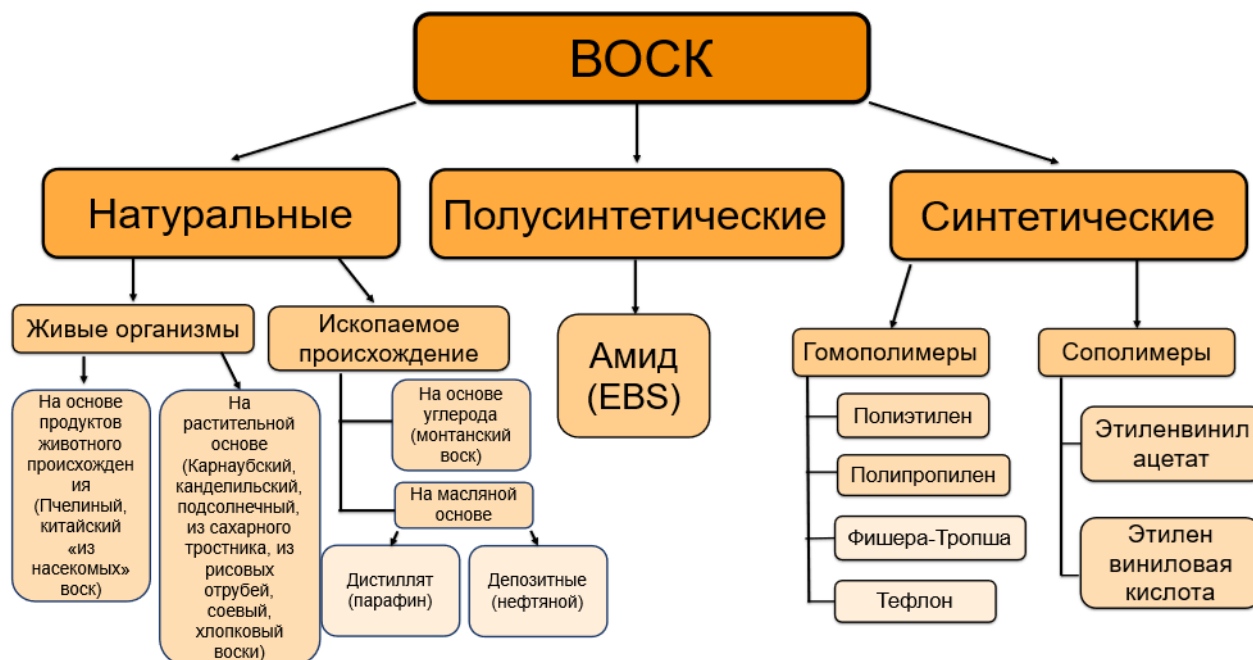 ВОСК
Натуральные
Полусинтетические
Синтетические
Живые организмы
Ископаемое
происхождение
Амид
(EBS)
Гомополимеры
Сополимеры
На основе
продуктов
животного
происхожден
ия
(Пчелиный,
китайский
«из
насекомых»
воск)
На
растительной
основе
(Карнаубский,
канделильский,
подсолнечный,
из сахарного
тростника, из
рисовых
отрубей,
соевый,
хлопковый
воски)
На основе
углерода
(монтанский
воск)
На масляной
основе
Дистиллят
(парафин)
Депозитные
(нефтяной)
Полиэтилен
Полипропилен
Фишера-Тропша
Тефлон
Этиленвинил
ацетат
Этилен
виниловая
кислота